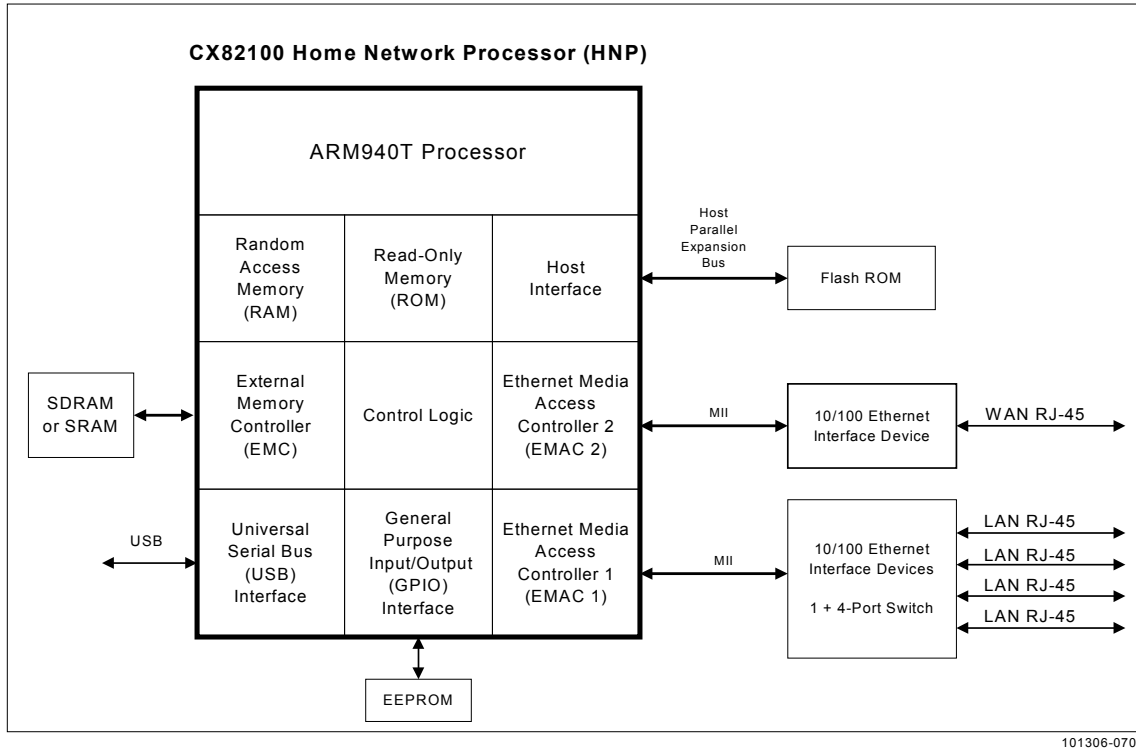 CX82100 Home Network Processor (HNP)
ARM940T Processor
Random
Access
Memory
(RAM)
Read-Only
Memory
(ROM)
Host
Interface
Host
Parallel
Expansion
Bus
Flash ROM
SDRAM
or SRAM
External
Memory
Controller
(EMC)
Control Logic
Ethernet Media
Access
Controller 2
(EMAC 2)
MII
10/100 Ethernet
Interface Device
WAN RJ-45
USB
Universal
Serial Bus
(USB)
Interface
General
Purpose
Input/Output
(GPIO)
Interface
Ethernet Media
Access
Controller 1
(EMAC 1)
MII
10/100 Ethernet
Interface Devices
1 + 4-Port Switch
LAN RJ-45
LAN RJ-45
LAN RJ-45
LAN RJ-45
EEPROM
101306-070